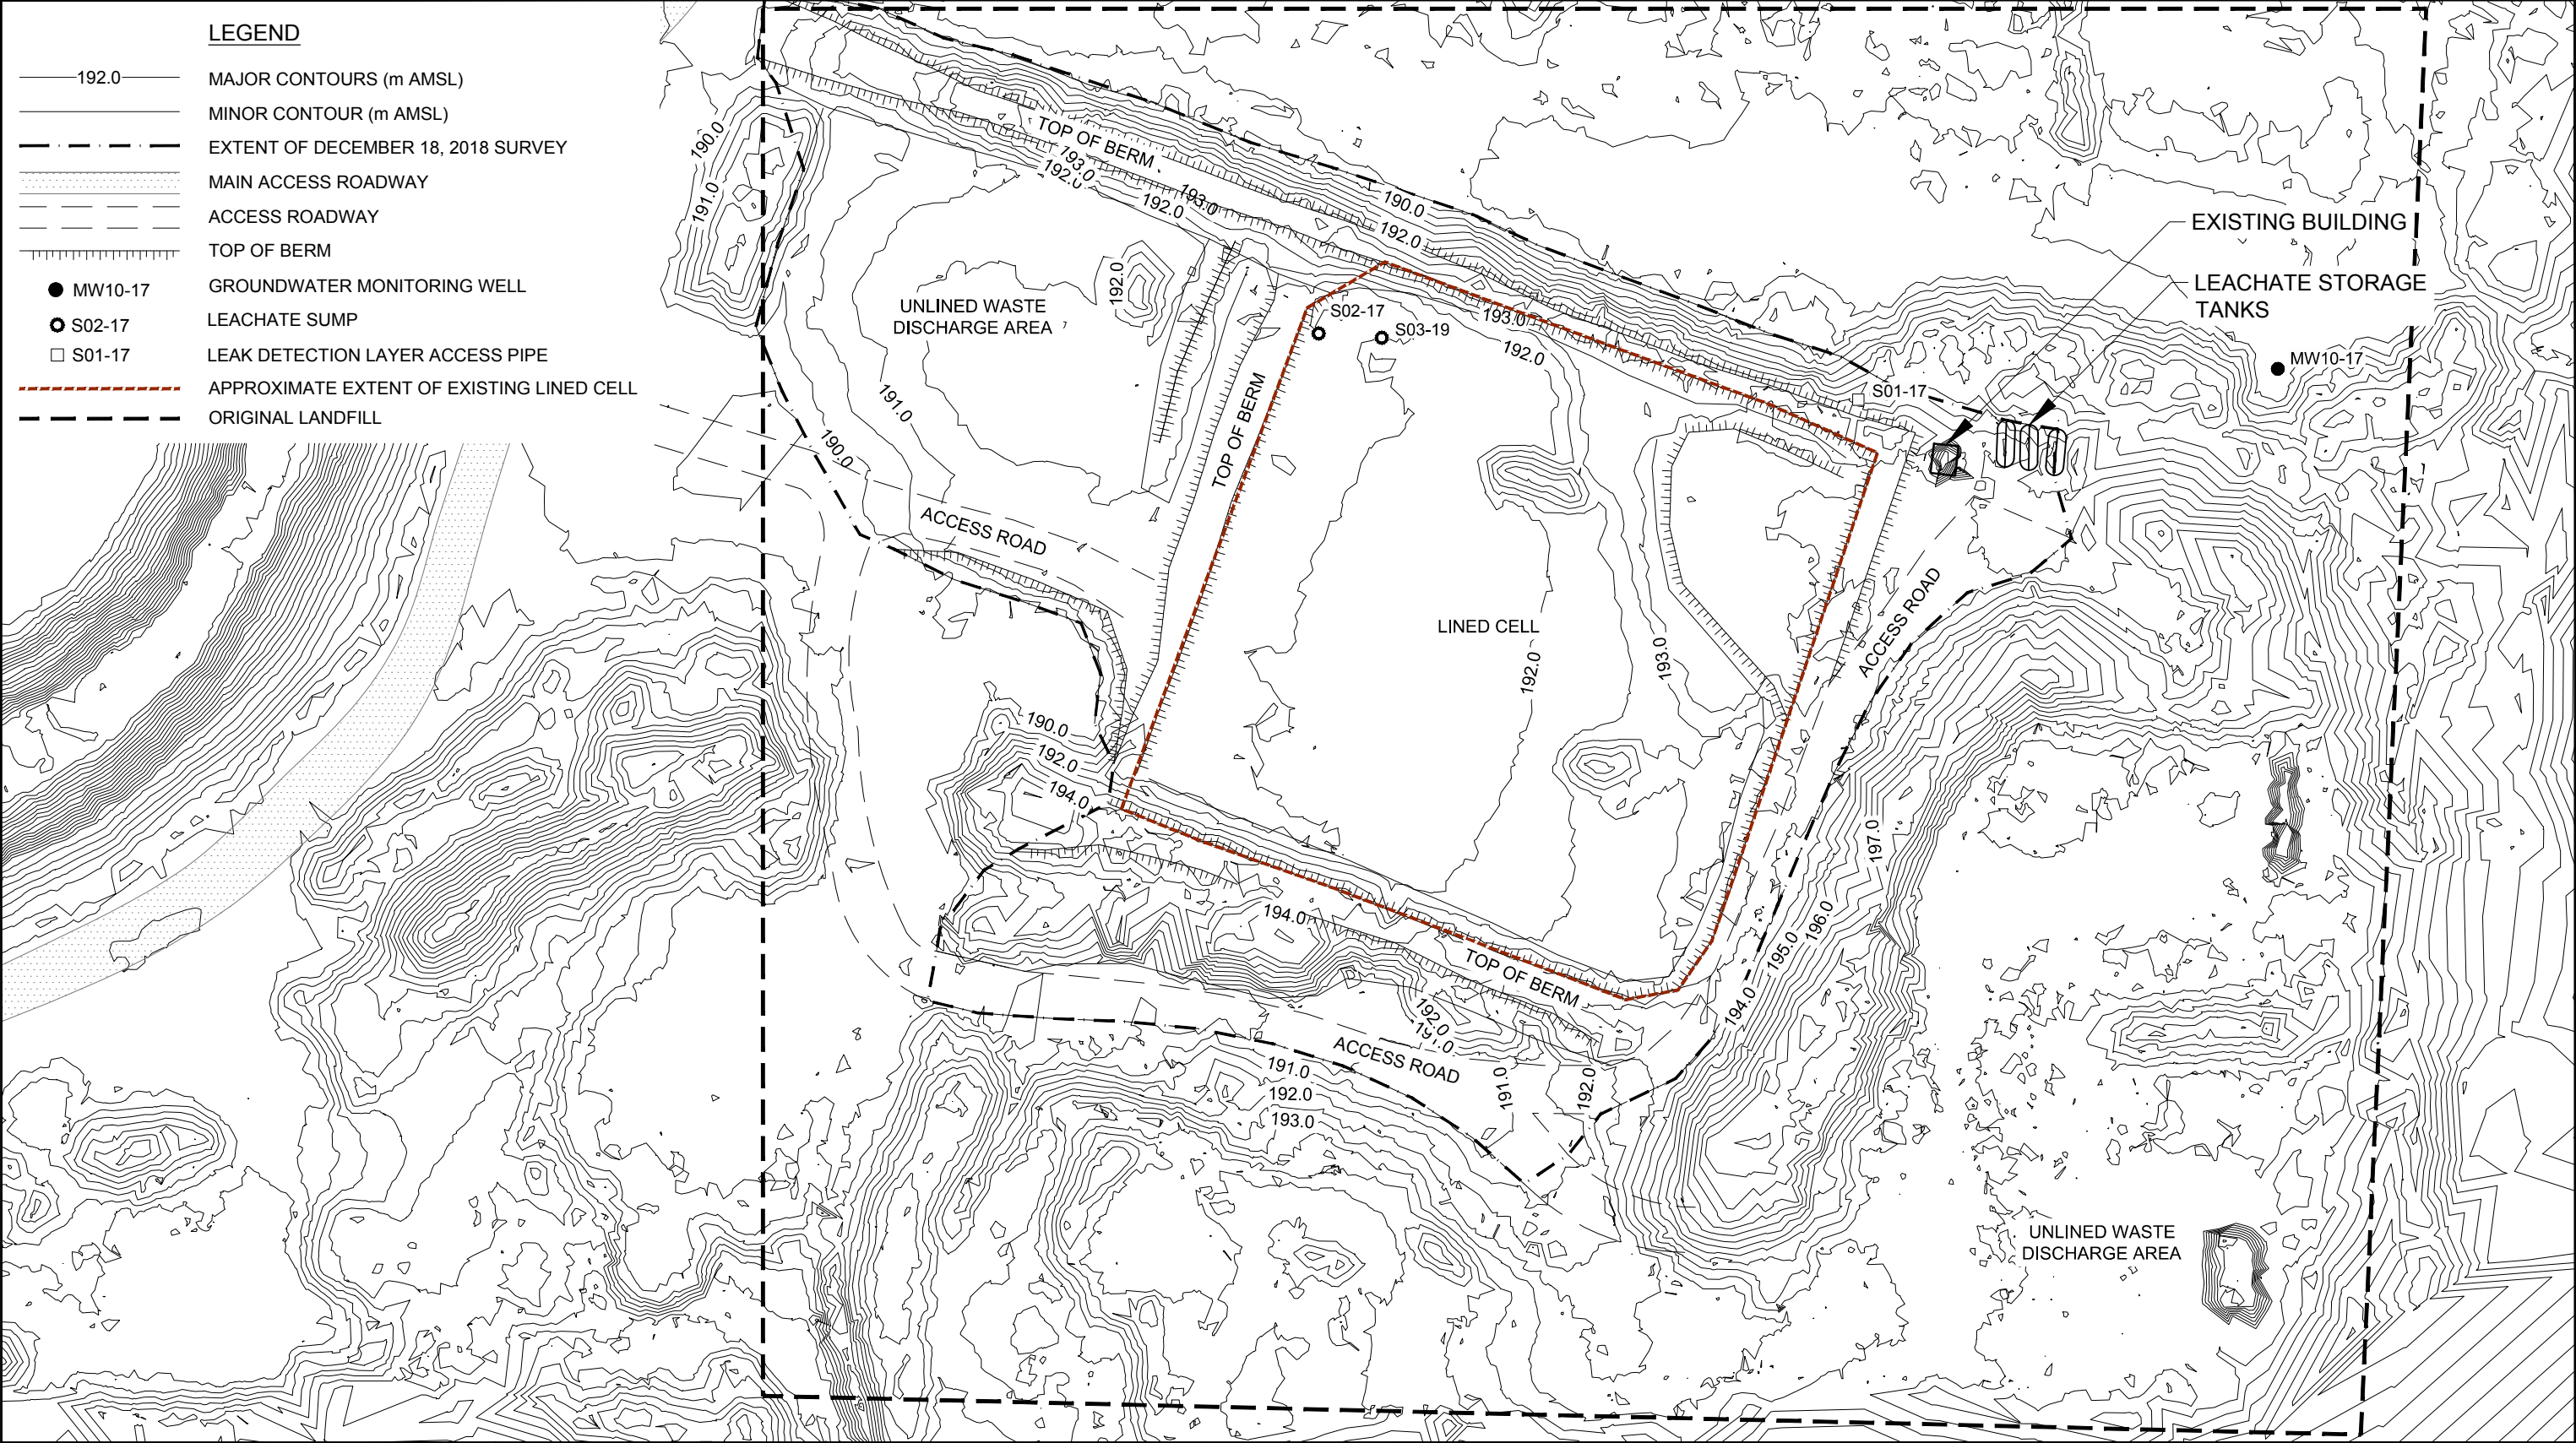 LEGEND
192.0
MAJOR CONTOURS (m AMSL)
MINOR CONTOUR (m AMSL)
EXTENT OF DECEMBER 18, 2018 SURVEY
MAIN ACCESS ROADWAY
ACCESS ROADWAY
TOP OF BERM
MW10-17
GROUNDWATER MONITORING WELL
S02-17
LEACHATE SUMP
S01-17
LEAK DETECTION LAYER ACCESS PIPE
APPROXIMATE EXTENT OF EXISTING LINED CELL
ORIGINAL LANDFILL
190.0
191.0
TOP OF BERM
193.0
192.0
193.0
192.0
190.0
192.0
EXISTING BUILDING
LEACHATE STORAGE
TANKS
192.0
UNLINED WASTE
DISCHARGE AREA
S02-17
S03-19
193.0
192.0
MW10-17
S01-17
191.0
190.0
TOP OF BERM
ACCESS ROAD
ACCESS ROAD
LINED CELL
192.0
193.0
190.0
192.0
194.0
197.0
196.0
195.0
194.0
194.0
TOP OF BERM
192.0
191.0
ACCESS ROAD
191.0
192.0
193.0
191.0
192.0
UNLINED WASTE
DISCHARGE AREA